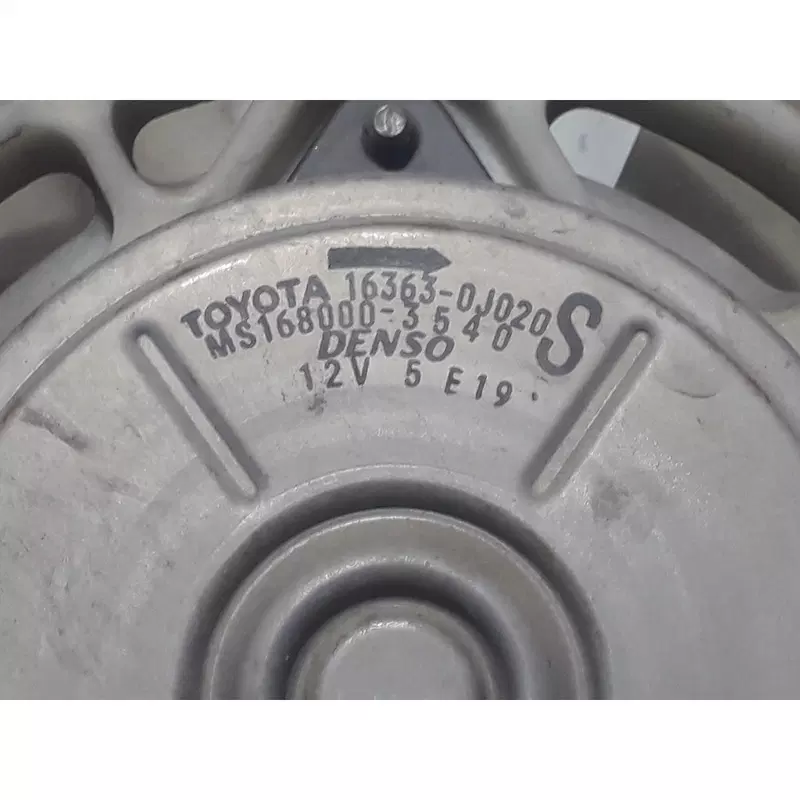 TOYOTA 16363-0J020 S
MS168000-3540
DENSO
12V 5 E19